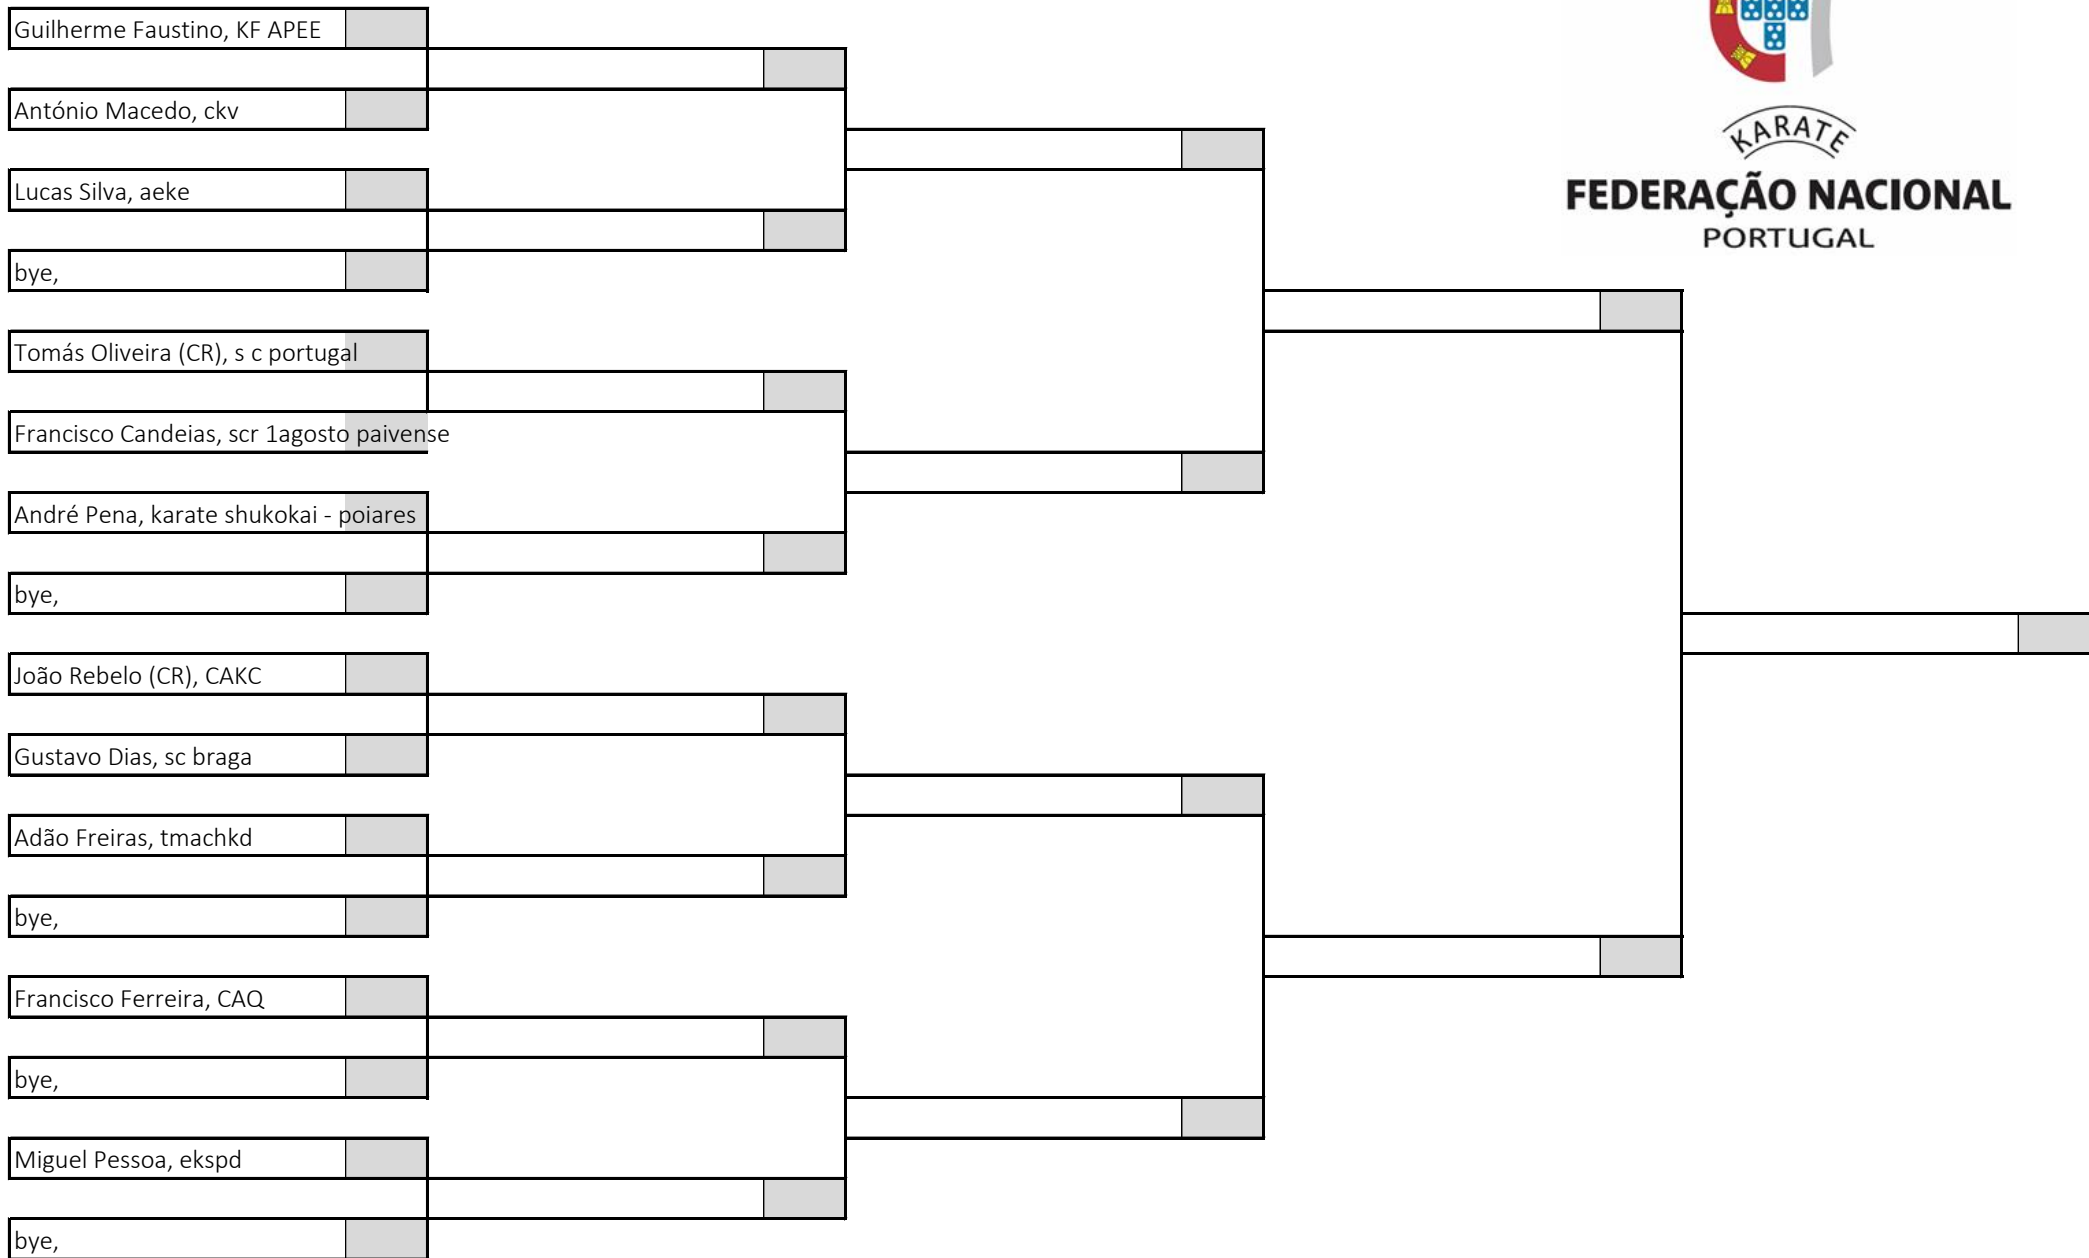 Guilherme Faustino, KF APEE
António Macedo, ckv
Lucas Silva, aeke
bye,
Tomás Oliveira (CR), s c portugal
Francisco Candeias, scr 1agosto paivense
André Pena, karate shukokai - poiares
bye,
João Rebelo (CR), CAKC
Gustavo Dias, sc braga
Adão Freiras, tmachkd
bye,
Francisco Ferreira, CAQ
bye,
Miguel Pessoa, ekspd
bye,
KARATE
FEDERAÇÃO NACIONAL
PORTUGAL